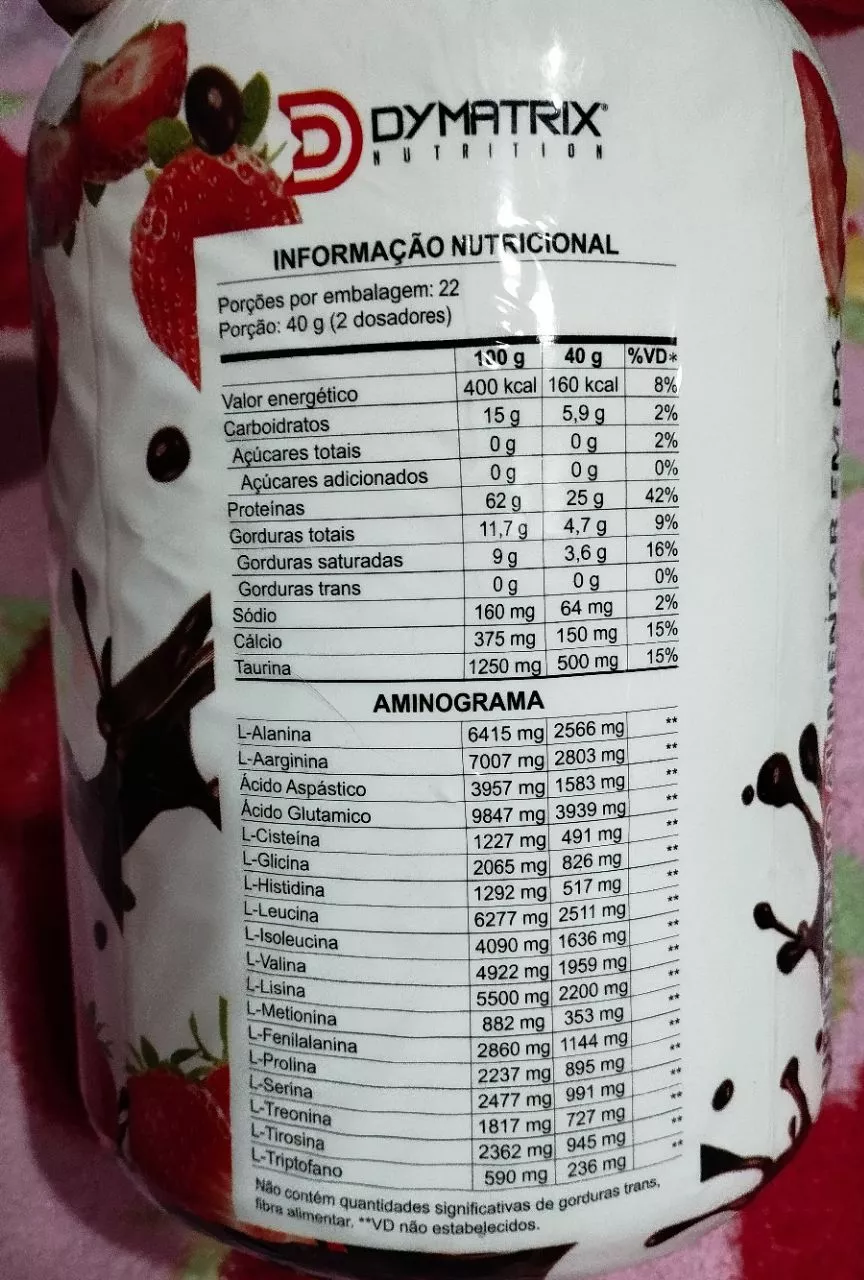 DYMATRIX®
NUTRITION
INFORMAÇÃO NUTRICIONAL
Porções por embalagem: 22
Porção: 40 g (2 dosadores)
100 g 40 g %VD*
Valor energético 400 kcal 160 kcal 8%
Carboidratos 15 g 5,9 g 2%
Açúcares totais 0 g 0 g 2%
Açúcares adicionados 0 g 0 g 0%
Proteínas 62 g 25 g 42%
Gorduras totais 11,7 g 4,7 g 9%
Gorduras saturadas 9 g 3,6 g 16%
Gorduras trans 0 g 0 g 0%
Sódio 160 mg 64 mg 2%
Cálcio 375 mg 150 mg 15%
Taurina 1250 mg 500 mg 15%
AMINOGRAMA
L-Alanina 6415 mg 2566 mg **
L-Aarginina 7007 mg 2803 mg **
Ácido Aspástico 3957 mg 1583 mg **
Ácido Glutamico 9847 mg 3939 mg **
L-Cisteína 1227 mg 491 mg **
L-Glicina 2065 mg 826 mg **
L-Histidina 1292 mg 517 mg **
L-Leucina 6277 mg 2511 mg **
L-Isoleucina 4090 mg 1636 mg **
L-Valina 4922 mg 1959 mg **
L-Lisina 5500 mg 2200 mg **
L-Metionina 882 mg 353 mg **
L-Fenilalanina 2860 mg 1144 mg **
L-Prolina 2237 mg 895 mg **
L-Serina 2477 mg 991 mg **
L-Treonina 1817 mg 727 mg **
L-Tirosina 2362 mg 945 mg **
L-Triptofano 590 mg 236 mg **
Não contém quantidades significativas de gorduras trans,
fibra alimentar. **VD não estabelecidos.
EM PÓ